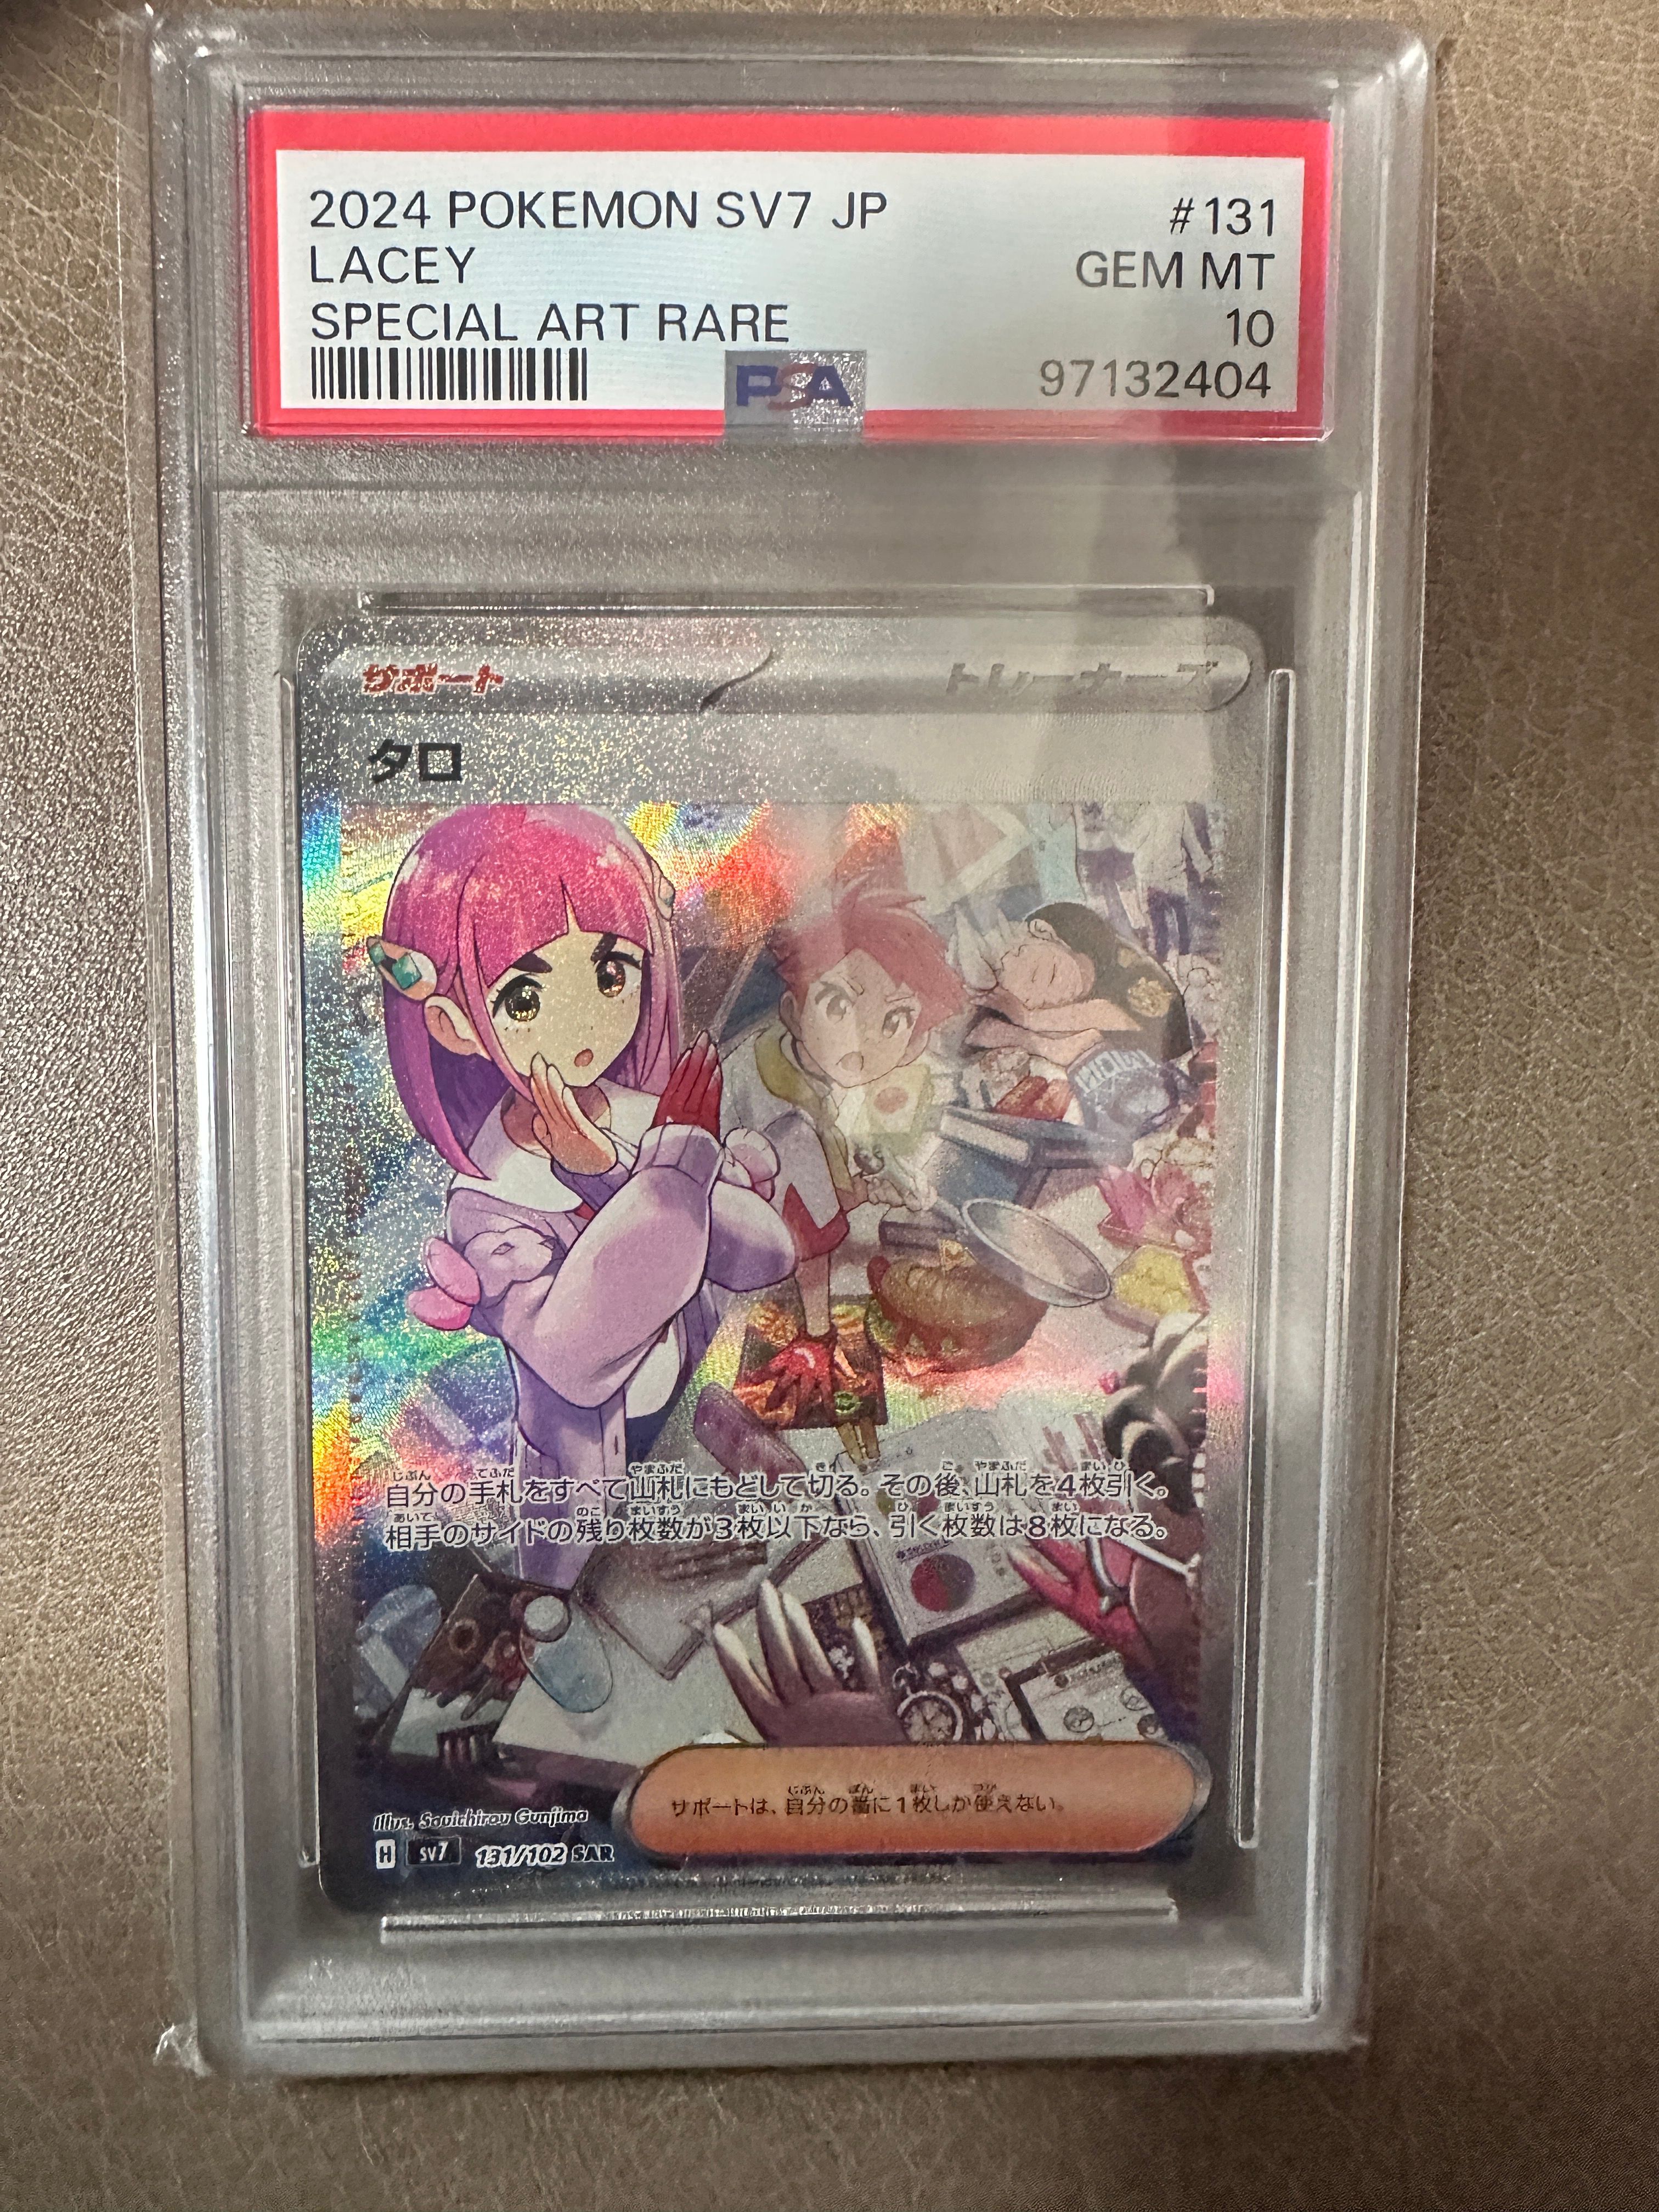 2024 POKEMON SV7 JP #131
LACEY GEM MT
SPECIAL ART RARE 10
PSA 97132404
サポート トレーナーズ
タロ
自分の手札をすべて山札にもどして切る。その後、山札を4枚引く。
相手のサイドの残り枚数が3枚以下なら、引く枚数は8枚になる。
サポートは、自分の番に1枚しか使えない。
Illus. Souichirou Gunjima
H sv7 131/102 SAR